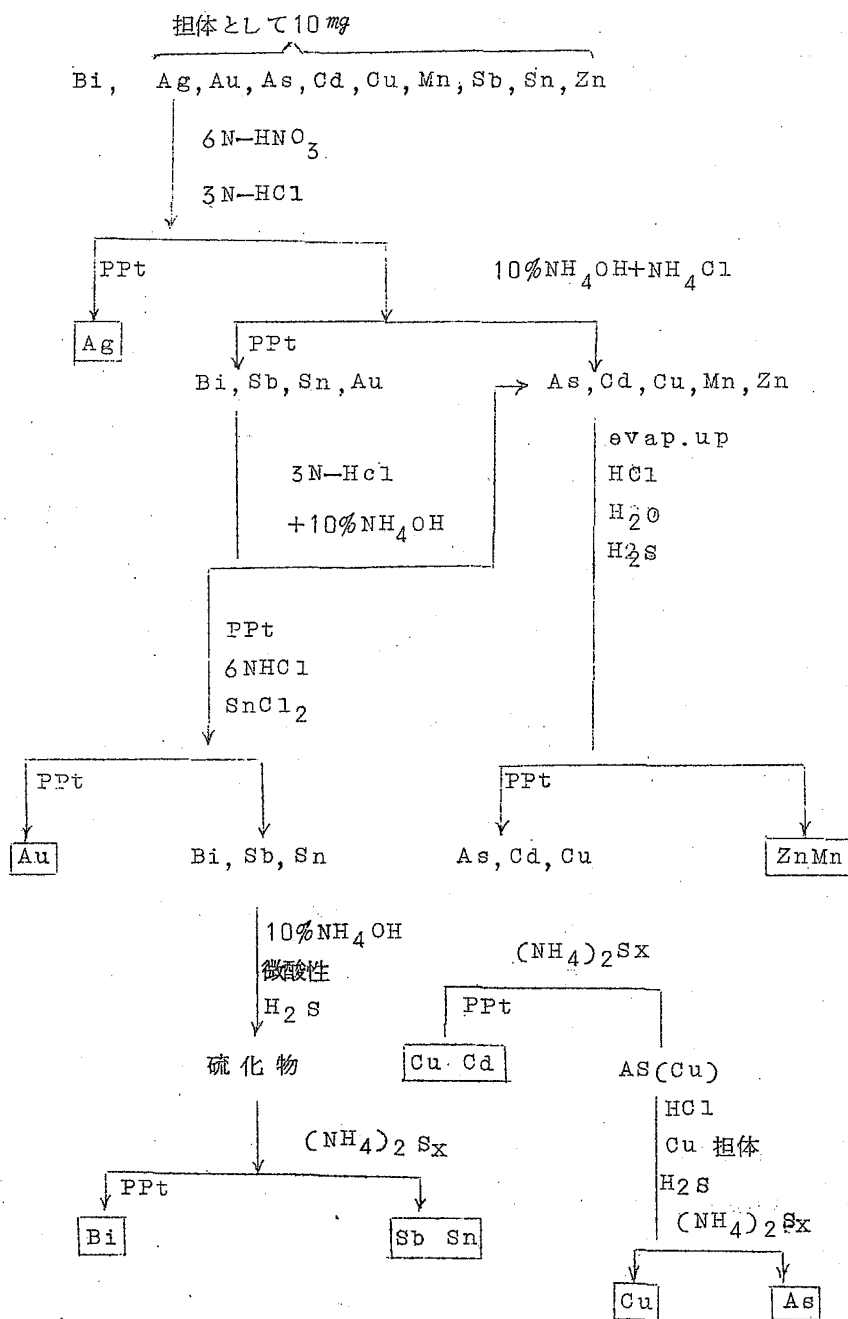 担体として10mg
Bi, Ag,Au,As,Cd,Cu,Mn,Sb,Sn,Zn
6N-HNO3
3N-HCl
PPt
10%NH4OH+NH4Cl
Ag
PPt
Bi,Sb,Sn,Au
As,Cd,Cu,Mn,Zn
evap.up
3N-Hcl
HCl
+10%NH4OH
H2O
H2S
PPt
6NHCl
SnCl2
PPt
PPt
Au
Bi,Sb,Sn
As,Cd,Cu
ZnMn
10%NH4OH
微酸性
H2S
(NH4)2Sx
PPt
硫化物
Cu Cd
AS(Cu)
HCl
Cu 担体
H2S
(NH4)2Sx
(NH4)2Sx
PPt
Bi
Sb Sn
Cu
As